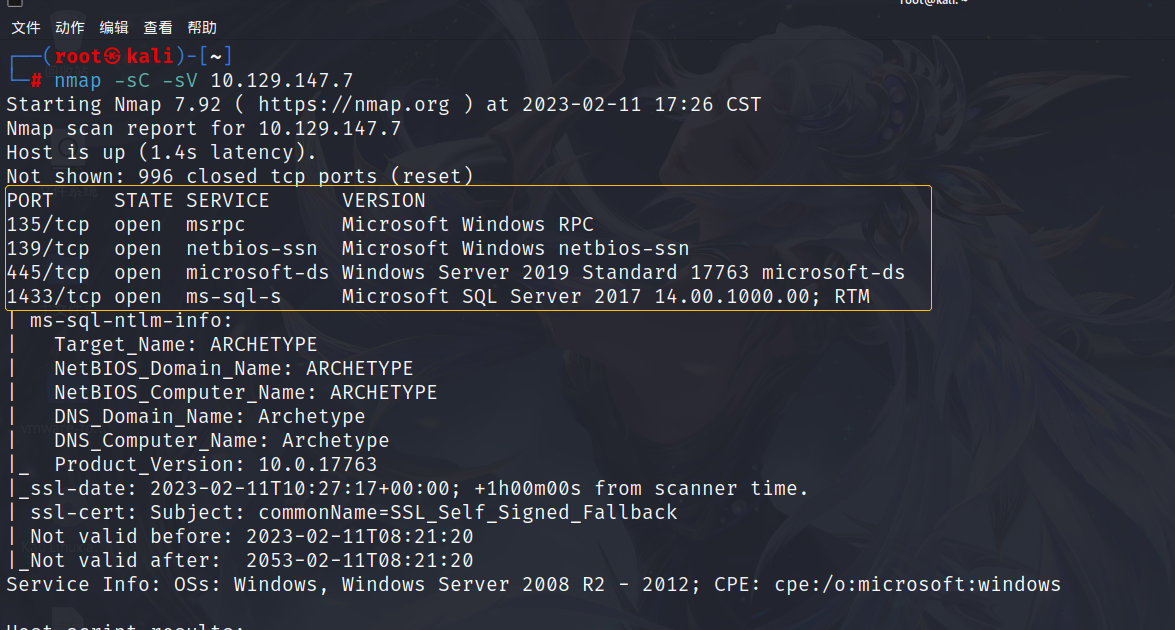 root@kali: ~
文件 动作 编辑 查看 帮助
┌──(root㉿kali)-[~]
└─# nmap -sC -sV 10.129.147.7
Starting Nmap 7.92 ( https://nmap.org ) at 2023-02-11 17:26 CST
Nmap scan report for 10.129.147.7
Host is up (1.4s latency).
Not shown: 996 closed tcp ports (reset)
PORT     STATE SERVICE      VERSION
135/tcp  open  msrpc        Microsoft Windows RPC
139/tcp  open  netbios-ssn  Microsoft Windows netbios-ssn
445/tcp  open  microsoft-ds Windows Server 2019 Standard 17763 microsoft-ds
1433/tcp open  ms-sql-s     Microsoft SQL Server 2017 14.00.1000.00; RTM
| ms-sql-ntlm-info:
|   Target_Name: ARCHETYPE
|   NetBIOS_Domain_Name: ARCHETYPE
|   NetBIOS_Computer_Name: ARCHETYPE
|   DNS_Domain_Name: Archetype
|   DNS_Computer_Name: Archetype
|_  Product_Version: 10.0.17763
|_ssl-date: 2023-02-11T10:27:17+00:00; +1h00m00s from scanner time.
| ssl-cert: Subject: commonName=SSL_Self_Signed_Fallback
| Not valid before: 2023-02-11T08:21:20
|_Not valid after:  2053-02-11T08:21:20
Service Info: OSs: Windows, Windows Server 2008 R2 - 2012; CPE: cpe:/o:microsoft:windows
Host script results: